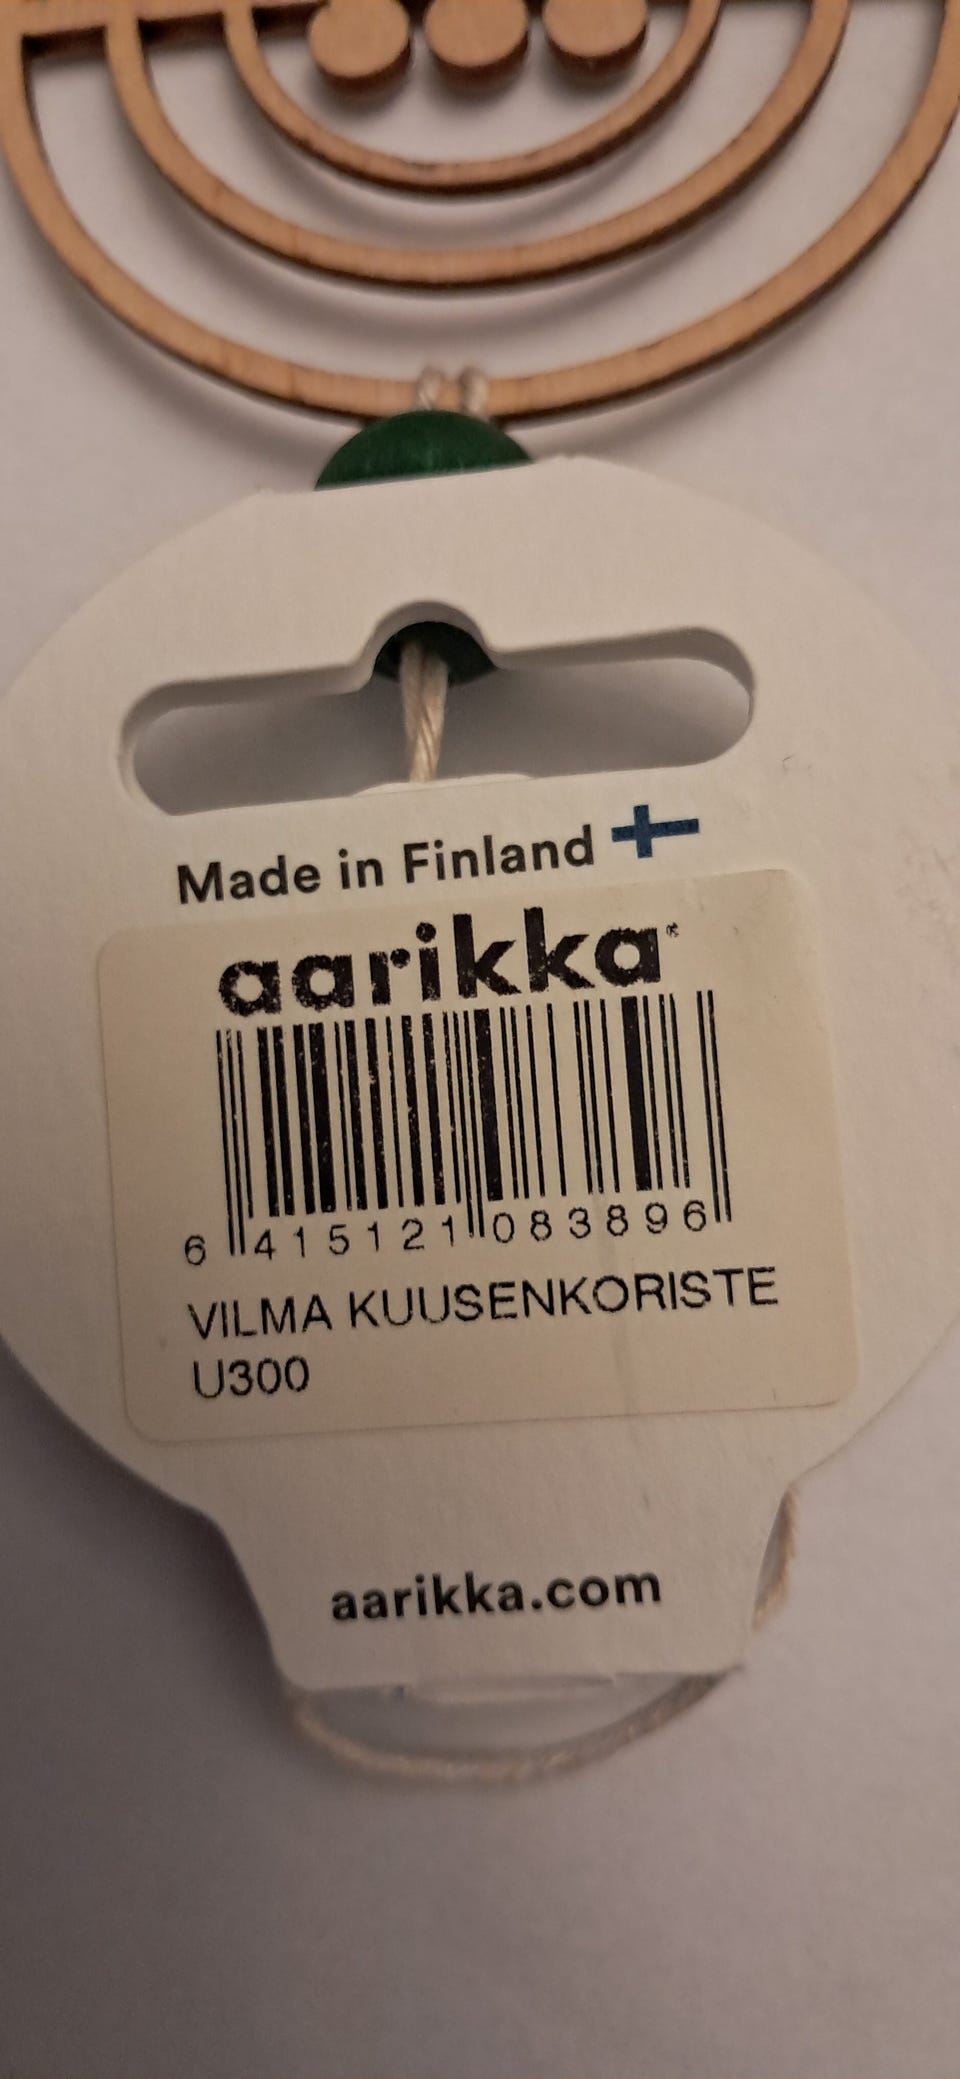 Made in Finland
aarikka®
6 415121 083896
VILMA KUUSENKORISTE
U300
aarikka.com